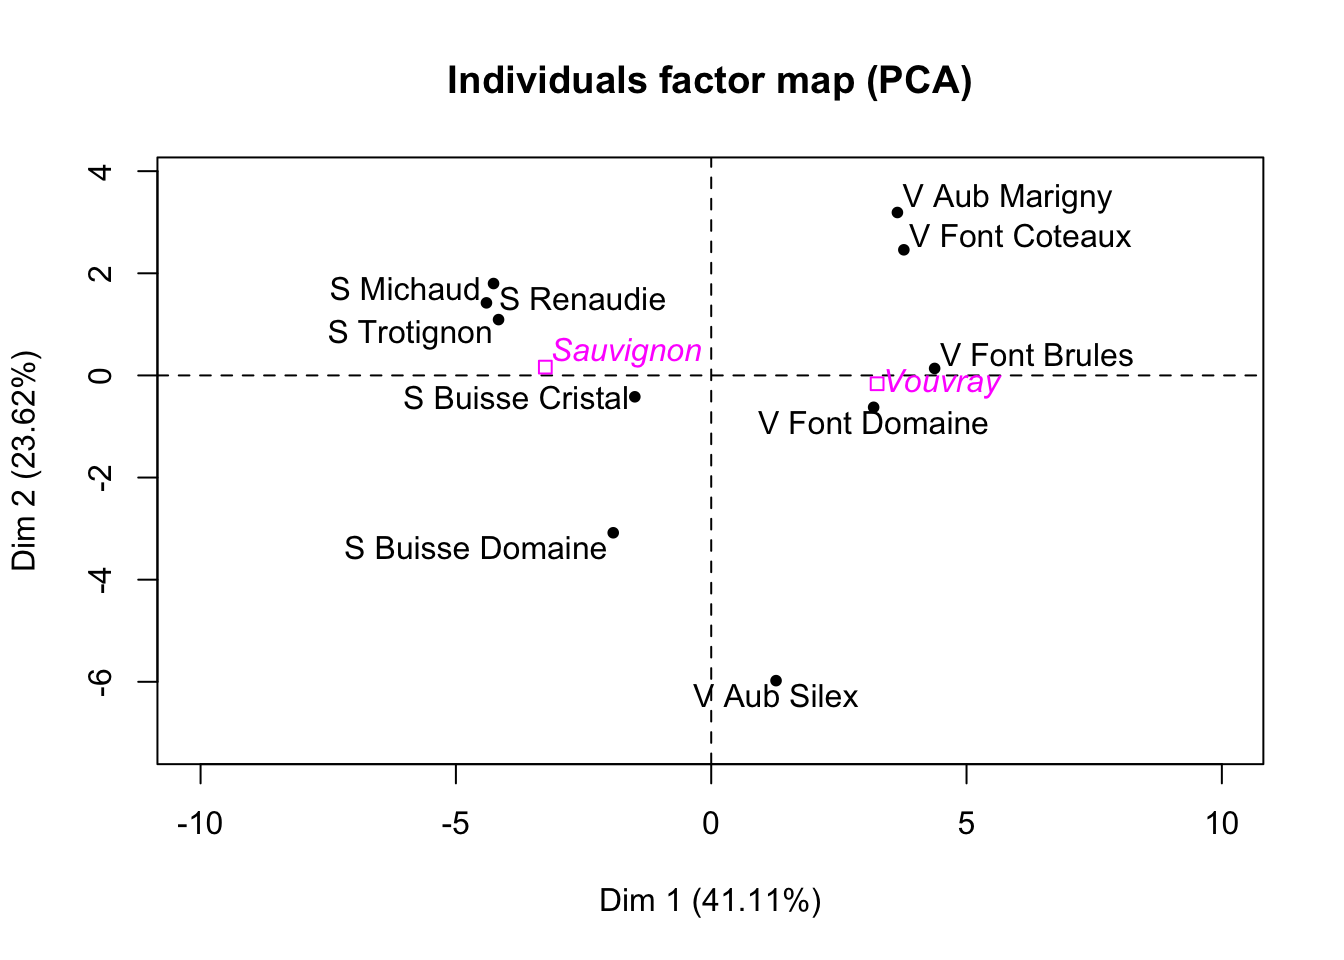 Individuals factor map (PCA)
4
2
0
-2
-4
-6
Dim 2 (23.62%)
V Aub Marigny
V Font Coteaux
S Michaud
S Renaudie
S Trotignon
Sauvignon
V Font Brules
Vouvray
S Buisse Cristal
V Font Domaine
S Buisse Domaine
V Aub Silex
-10
-5
0
5
10
Dim 1 (41.11%)